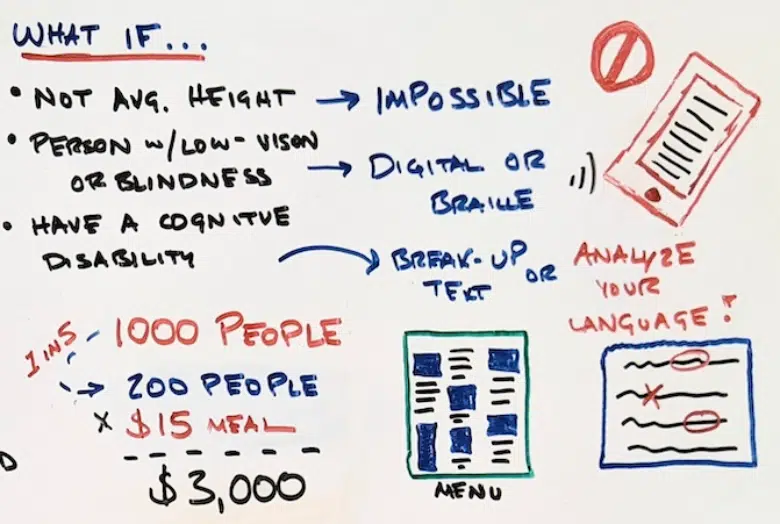 WHAT IF...
• NOT AVG. HEIGHT → IMPOSSIBLE
• PERSON W/LOW-VISON
OR BLINDNESS → DIGITAL OR
BRAILLE
• HAVE A COGNITVE
DISABILITY
BREAK-UP OR
TEXT
ANALYZE
YOUR
LANGUAGE!
1 IN 5
1000 PEOPLE
200 PEOPLE
X $15 MEAL
$3,000
MENU